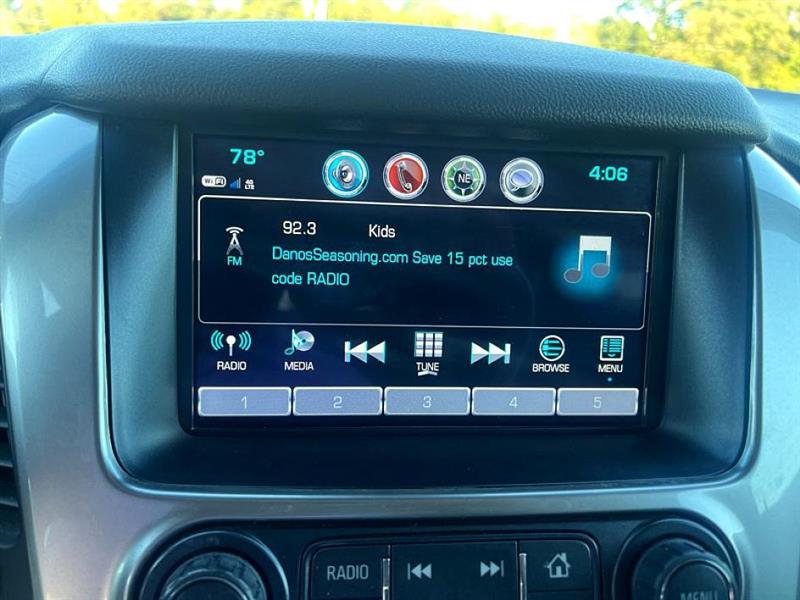 78° 4:06
WiFi 4G LTE NE
92.3 Kids
FM
DanosSeasoning.com Save 15 pct use
code RADIO
RADIO MEDIA TUNE BROWSE MENU
1 2 3 4 5
RADIO MENU